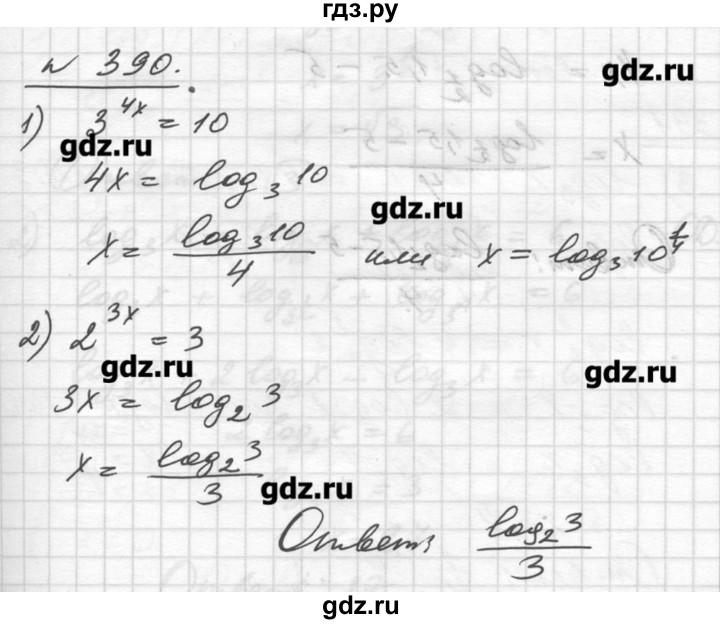 гдз.ру
№ 390.
gdz.ru
1) 3^{4x} = 10
gdz.ru
4x = log_3 10
gdz.ru
x = \frac{log_3 10}{4} или x = log_3 10^{\frac{1}{4}}
2) 2^{3x} = 3
gdz.ru
gdz.ru
3x = log_2 3
x = \frac{log_2 3}{3}
gdz.ru
Ответ: \frac{log_2 3}{3}
gdz.ru